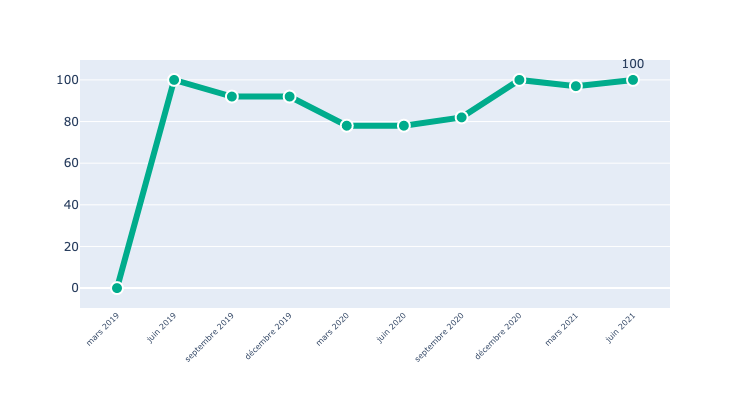 100
100
80
60
40
20
0
mars 2019
juin 2019
septembre 2019
décembre 2019
mars 2020
juin 2020
septembre 2020
décembre 2020
mars 2021
juin 2021